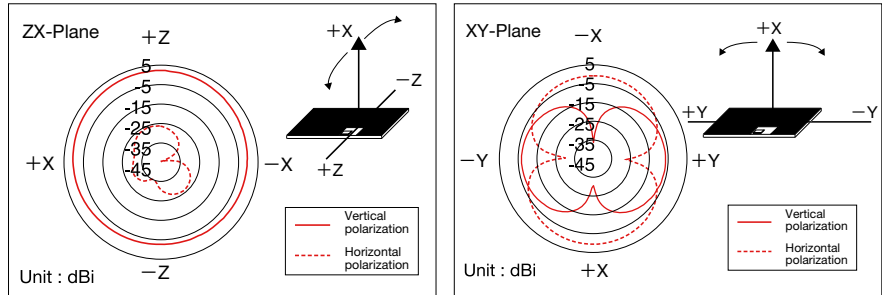 ZX-Plane
+Z
5
-5
-15
-25
-35
-45
+X
−X
−Z
+X
−Z
+Z
Vertical
polarization
Horizontal
polarization
Unit : dBi
XY-Plane
−X
5
-5
-15
-25
-35
-45
−Y
+Y
+X
+X
+Y
−Y
Vertical
polarization
Horizontal
polarization
Unit : dBi